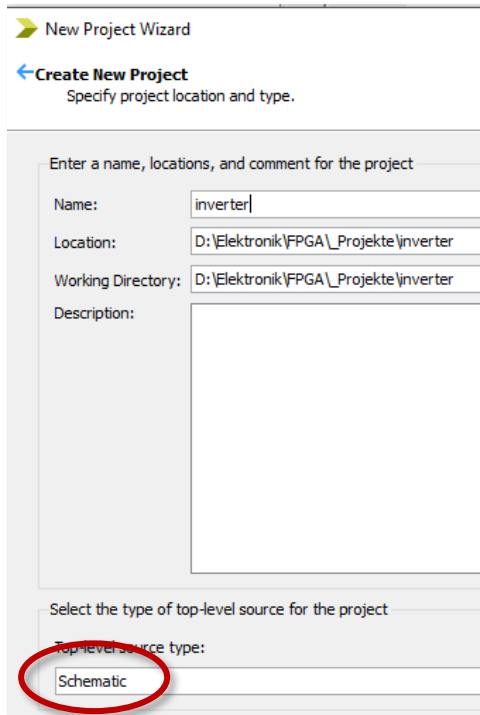 New Project Wizard
Create New Project
Specify project location and type.
Enter a name, locations, and comment for the project
Name: inverter
Location: D:\Elektronik\FPGA\_Projekte\inverter
Working Directory: D:\Elektronik\FPGA\_Projekte\inverter
Description:
Select the type of top-level source for the project
Top-level source type:
Schematic